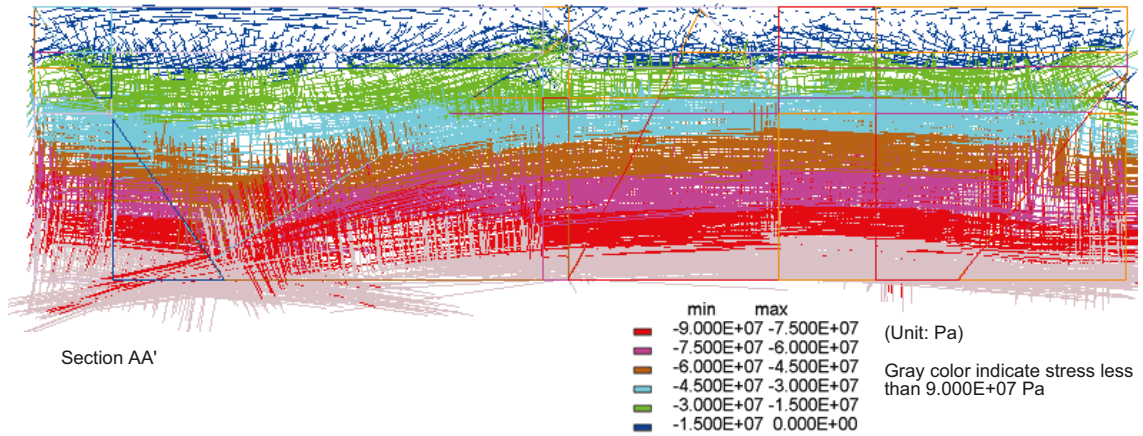 Section AA'
min max
-9.000E+07 -7.500E+07
-7.500E+07 -6.000E+07
-6.000E+07 -4.500E+07
-4.500E+07 -3.000E+07
-3.000E+07 -1.500E+07
-1.500E+07 0.000E+00
(Unit: Pa)
Gray color indicate stress less
than 9.000E+07 Pa